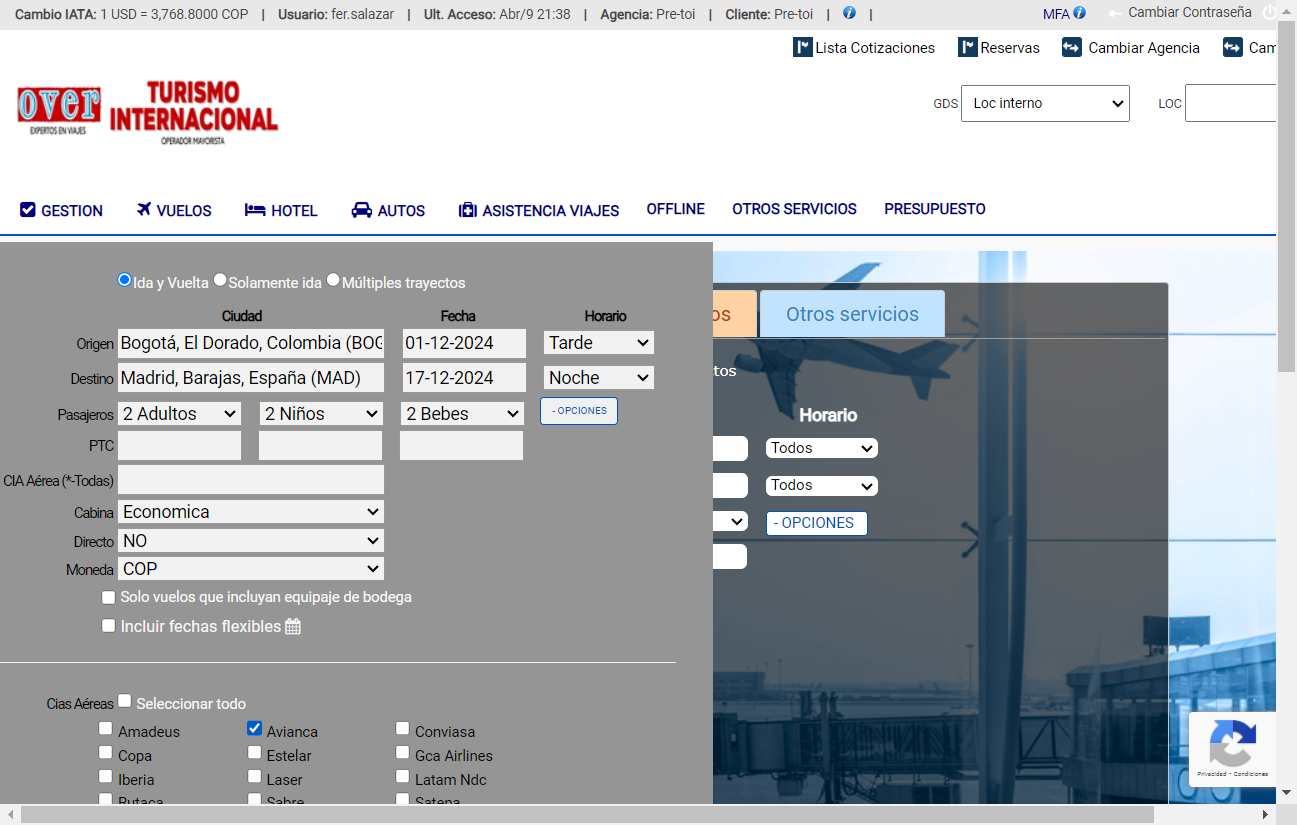 Cambio IATA: 1 USD = 3,768.8000 COP | Usuario: fer.salazar | Ult. Acceso: Abr/9 21:38 | Agencia: Pre-toi | Cliente: Pre-toi | | MFA Cambiar Contraseña
Lista Cotizaciones Reservas Cambiar Agencia Cam
over
EXPERTOS EN VIAJES
TURISMO
INTERNACIONAL
OPERADOR MAYORISTA
GDS Loc interno LOC
GESTION VUELOS HOTEL AUTOS ASISTENCIA VIAJES OFFLINE OTROS SERVICIOS PRESUPUESTO
Ida y Vuelta Solamente ida Múltiples trayectos
Ciudad Fecha Horario
Origen Bogotá, El Dorado, Colombia (BOG 01-12-2024 Tarde
Destino Madrid, Barajas, España (MAD) 17-12-2024 Noche
Pasajeros 2 Adultos 2 Niños 2 Bebes - OPCIONES
PTC
CIA Aérea (*-Todas)
Cabina Economica
Directo NO
Moneda COP
Solo vuelos que incluyan equipaje de bodega
Incluir fechas flexibles
Cias Aéreas Seleccionar todo
Amadeus Avianca Conviasa
Copa Estelar Gca Airlines
Iberia Laser Latam Ndc
Rutaca Sabre Satena
os Otros servicios
tos
Horario
Todos
Todos
- OPCIONES
Privacidad - Condiciones